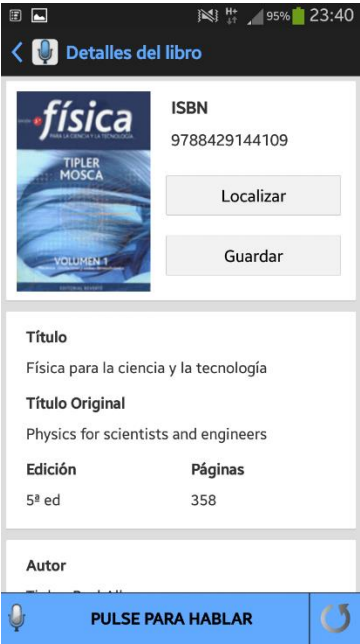 H+
95%
23:40
Detalles del libro
física
PARA LA CIENCIA Y LA TECNOLOGÍA
TIPLER
MOSCA
VOLUMEN 1
EDITORIAL REVERTÉ
ISBN
9788429144109
Localizar
Guardar
Título
Física para la ciencia y la tecnología
Título Original
Physics for scientists and engineers
Edición
Páginas
5ª ed
358
Autor
PULSE PARA HABLAR